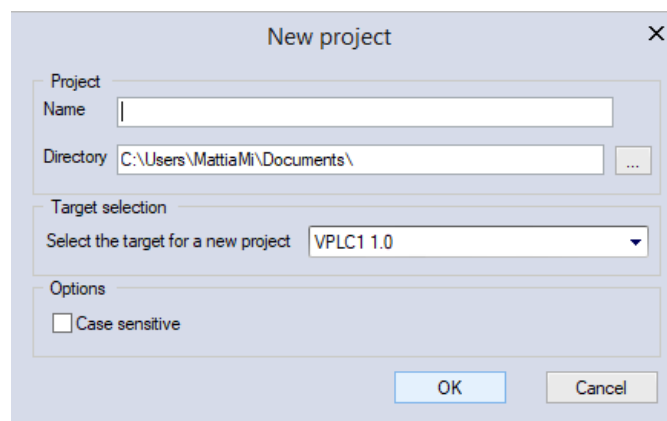 New project
Project
Name
Directory C:\Users\MattiaMi\Documents\ ...
Target selection
Select the target for a new project VPLC1 1.0
Options
Case sensitive
OK Cancel